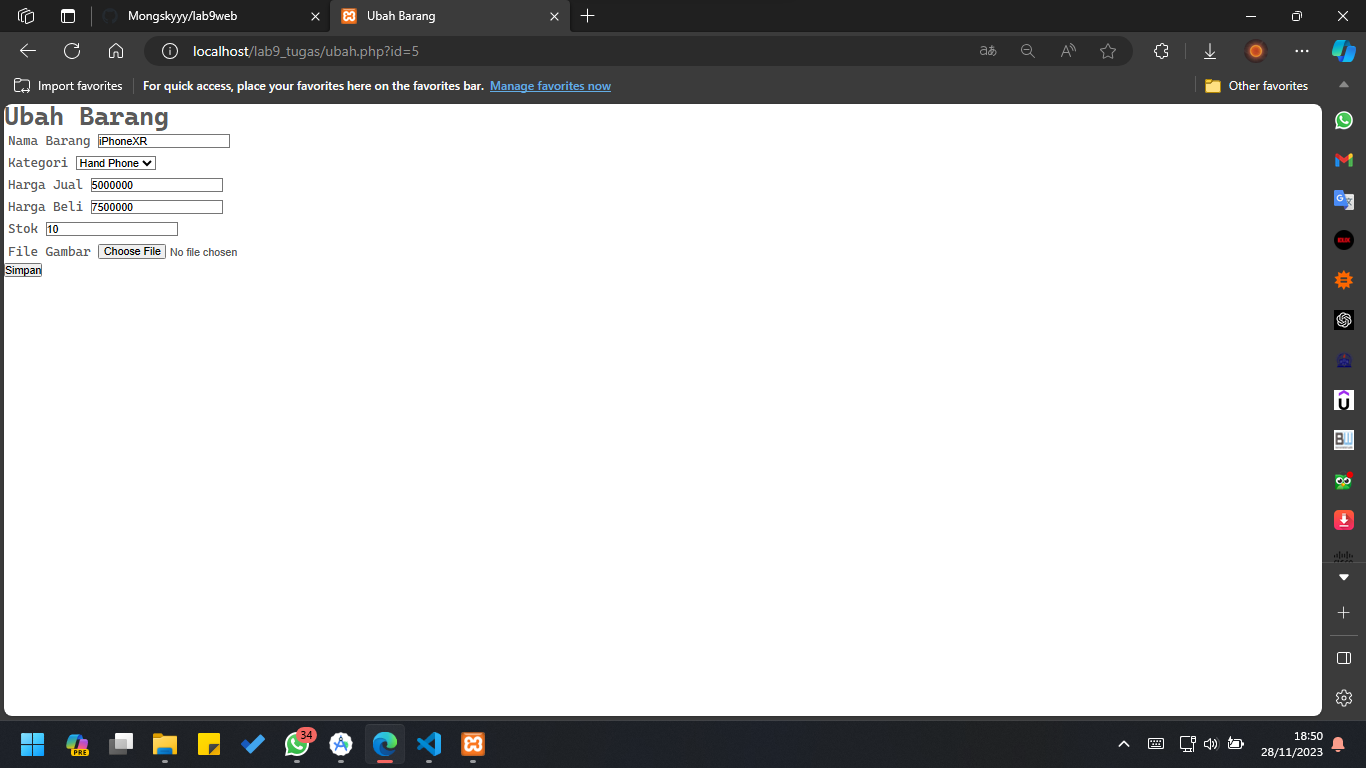 Mongskyyy/lab9web
Ubah Barang
localhost/lab9_tugas/ubah.php?id=5
Import favorites
For quick access, place your favorites here on the favorites bar. Manage favorites now
Other favorites
Ubah Barang
Nama Barang iPhoneXR
Kategori Hand Phone
Harga Jual 5000000
Harga Beli 7500000
Stok 10
File Gambar Choose File No file chosen
Simpan
PRE
34
18:50
28/11/2023